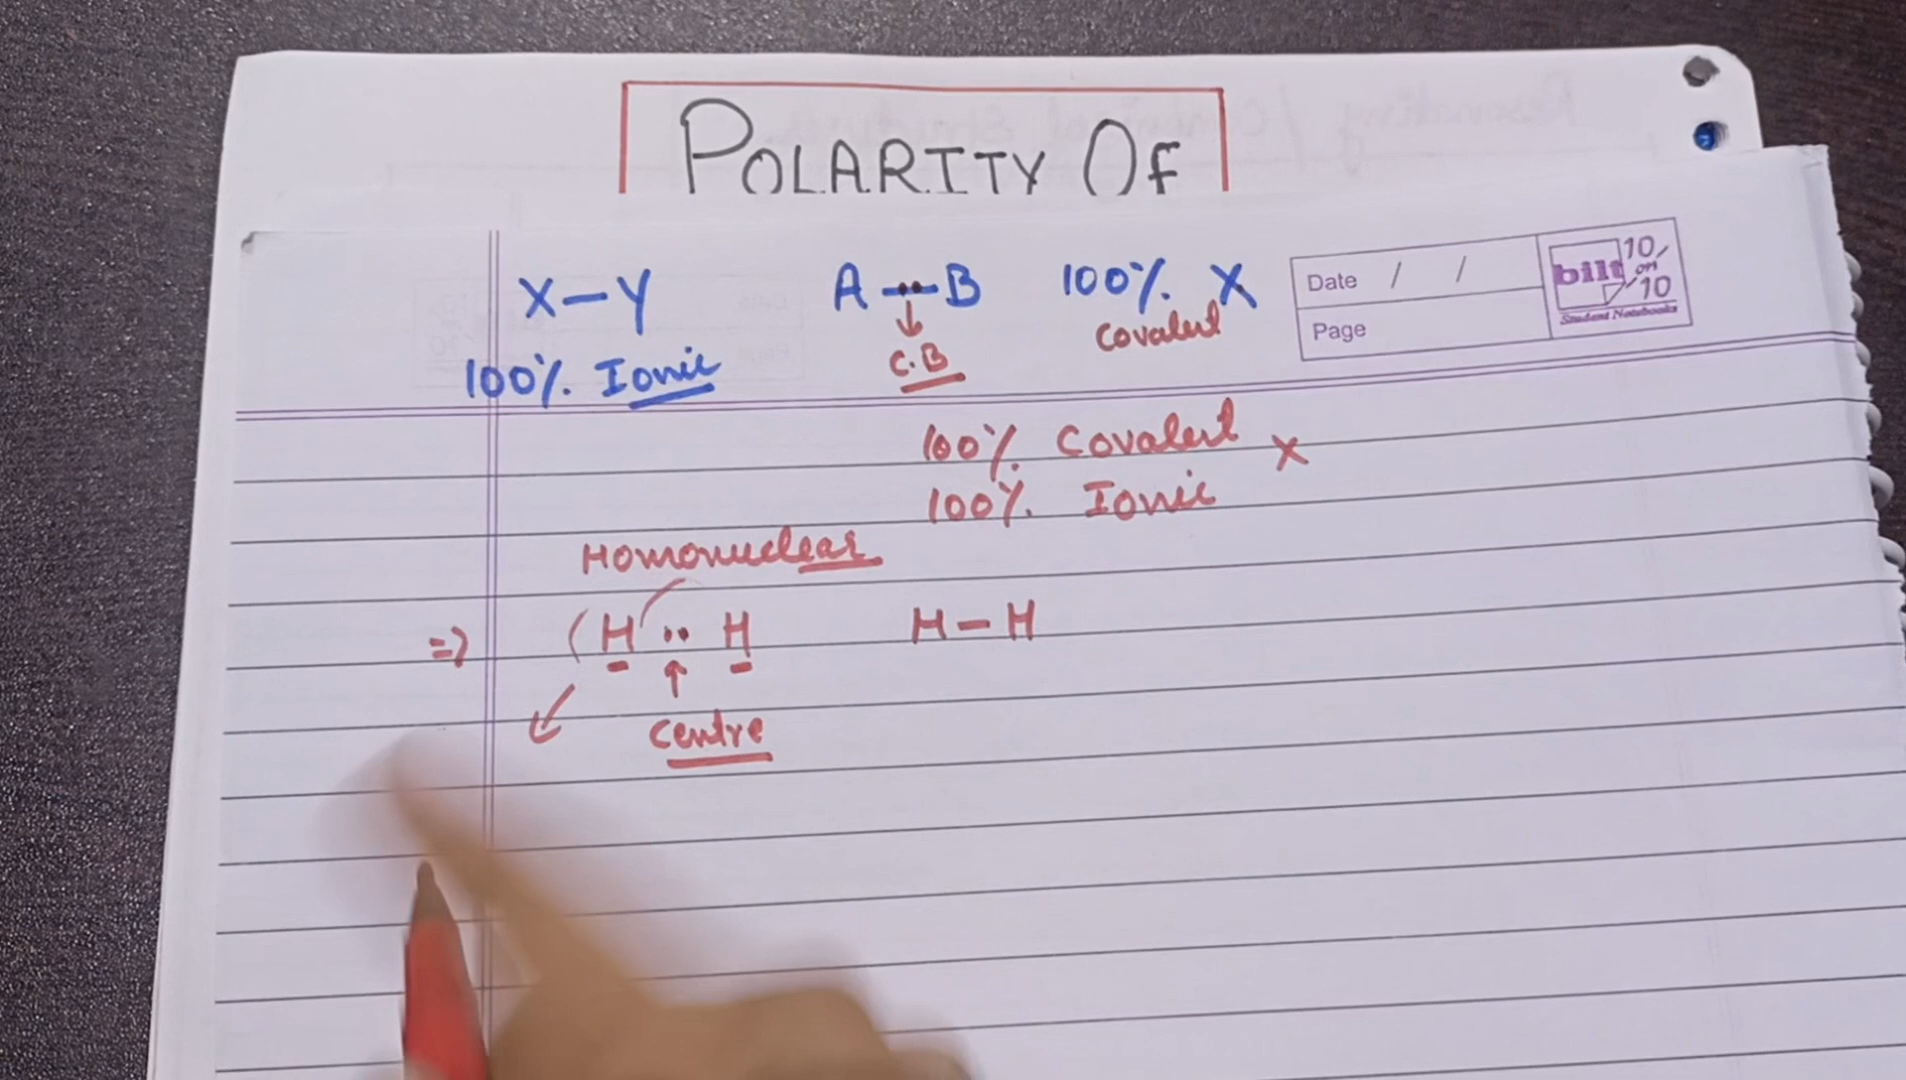 POLARITY OF
X – Y
100% Ionic
A – B
C.B
100% X
Covalent
Date / /
Page
bilt 10 on 10
Student Notebooks
100% Covalent X
100% Ionic
Homonuclear
=> (H •• H H – H
Centre